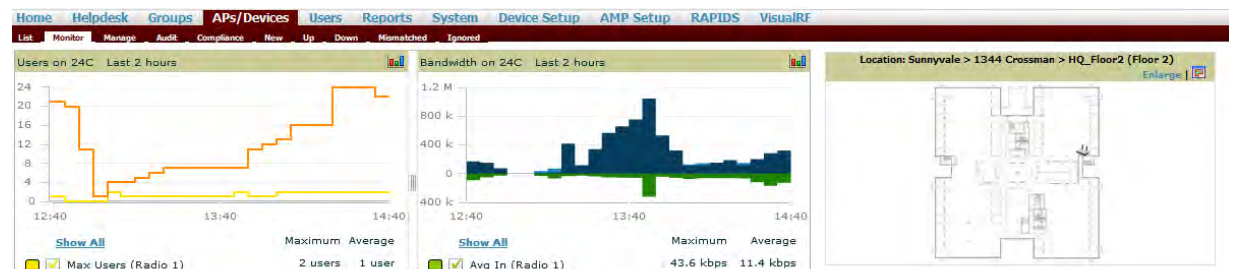 Home Helpdesk Groups APs/Devices Users Reports System Device Setup AMP Setup RAPIDS VisualRF
List Monitor Manage Audit Compliance New Up Down Mismatched Ignored
Users on 24C Last 2 hours
24
20
16
12
8
4
0
12:40 13:40 14:40
Show All Maximum Average
Max Users (Radio 1) 2 users 1 user
Bandwidth on 24C Last 2 hours
1.2 M
800 k
400 k
0
400 k
12:40 13:40 14:40
Show All Maximum Average
Avg In (Radio 1) 43.6 kbps 11.4 kbps
Location: Sunnyvale > 1344 Crossman > HQ_Floor2 (Floor 2)
Enlarge |